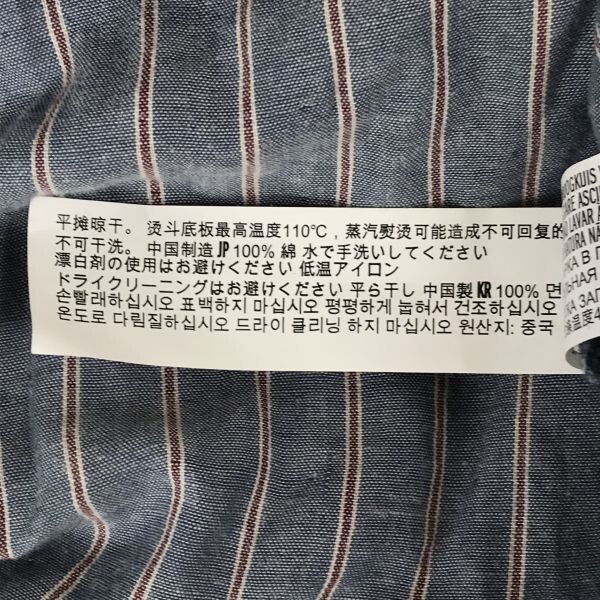 平摊晾干。 烫斗底板最高温度110℃，蒸汽熨烫可能造成不可回复的
不可干洗。 中国制造 JP 100% 綿 水で手洗いしてください
漂白剤の使用はお避けください 低温アイロン
ドライクリーニングはお避けください 平ら干し 中国製 KR 100% 면
손빨래하십시오 표백하지 마십시오 평평하게 눕혀서 건조하십시오
온도로 다림질하십시오 드라이 클리닝 하지 마십시오 원산지: 중국
LAVAR